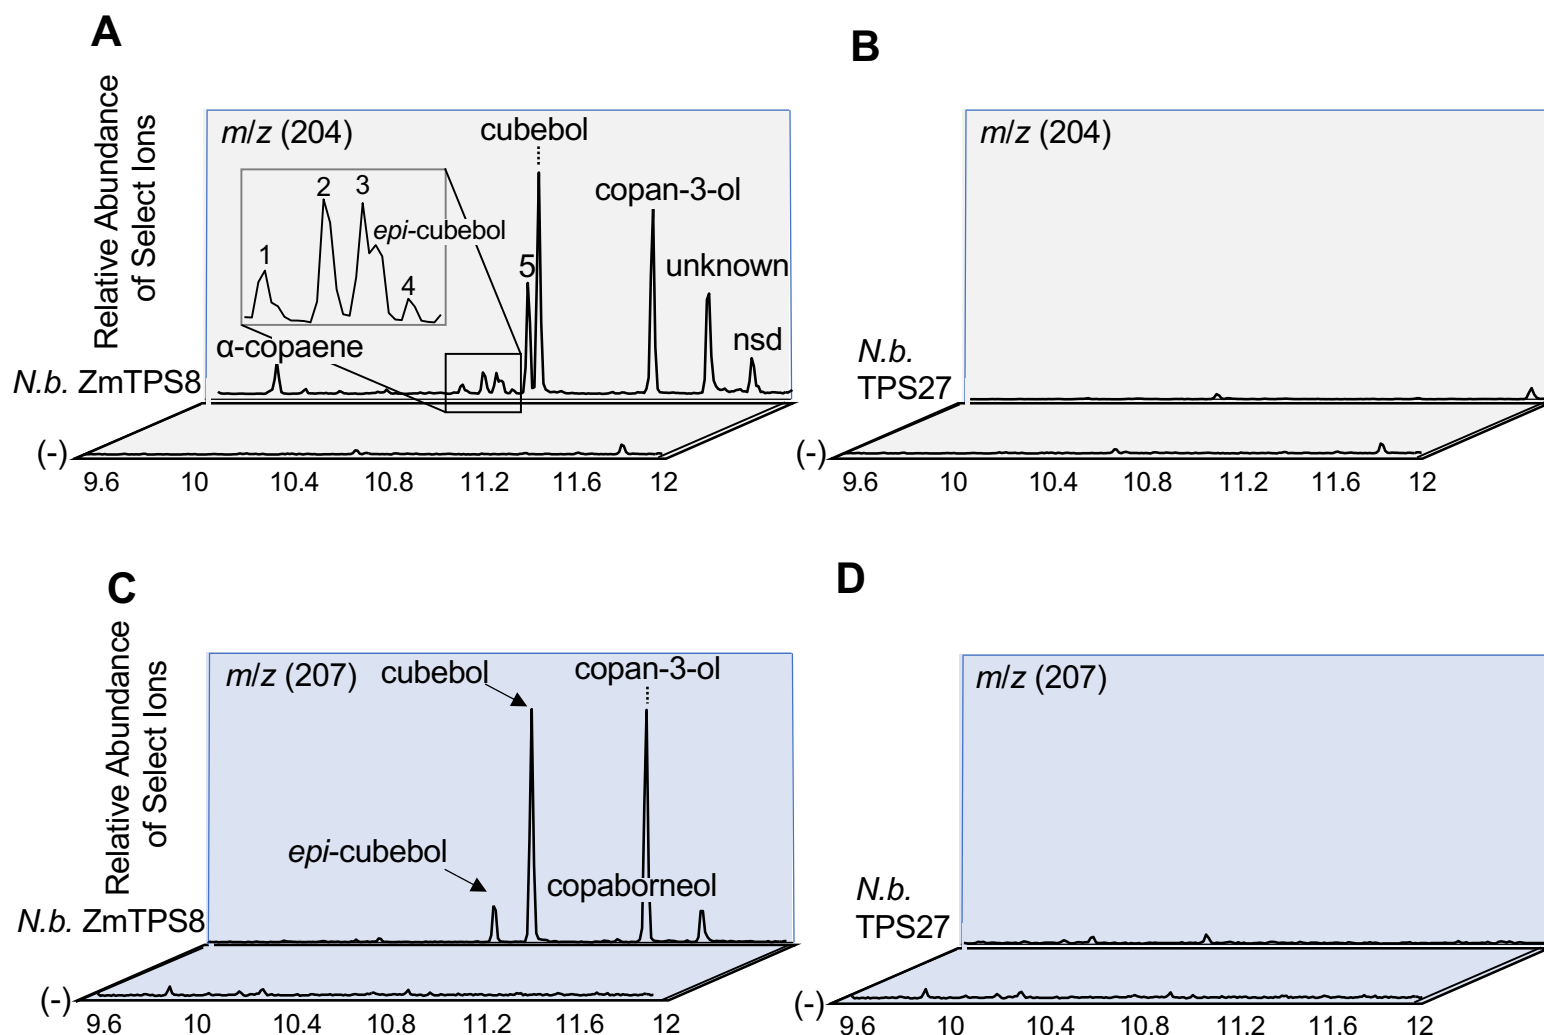 A
Relative Abundance
of Select Ions
m/z (204)
cubebol
copan-3-ol
2
3
epi-cubebol
1
4
5
unknown
α-copaene
nsd
N.b. ZmTPS8
(-)
9.6 10 10.4 10.8 11.2 11.6 12
B
m/z (204)
N.b.
TPS27
(-)
9.6 10 10.4 10.8 11.2 11.6 12
C
Relative Abundance
of Select Ions
m/z (207)
cubebol
copan-3-ol
epi-cubebol
copaborneol
N.b. ZmTPS8
(-)
9.6 10 10.4 10.8 11.2 11.6 12
D
m/z (207)
N.b.
TPS27
(-)
9.6 10 10.4 10.8 11.2 11.6 12